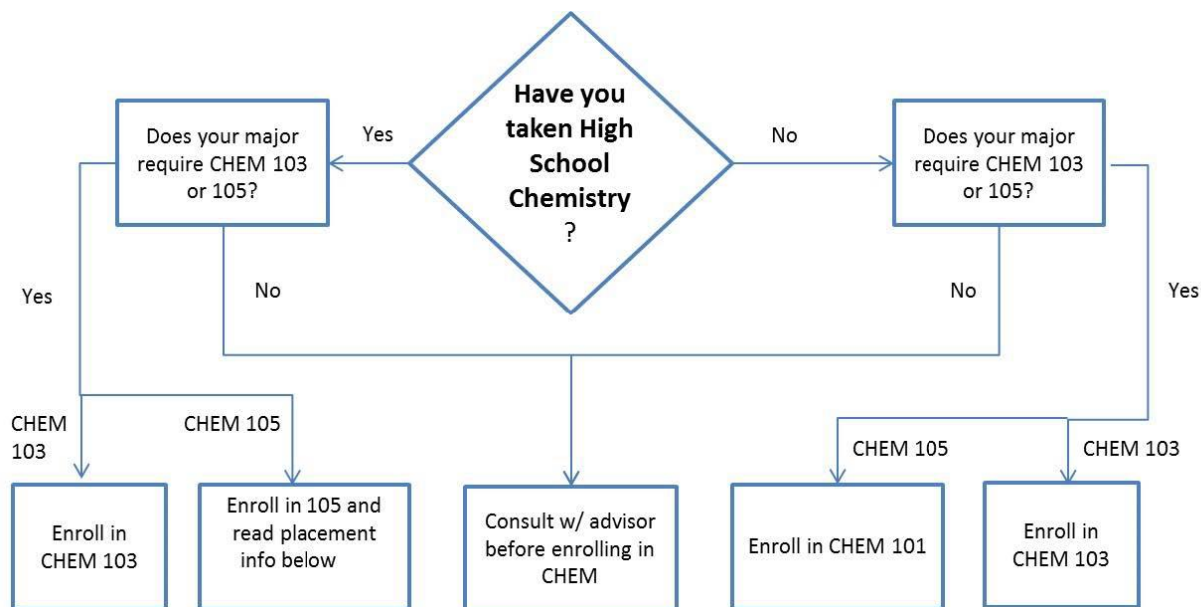 Have you
taken High
School
Chemistry
?
Yes
No
Does your major
require CHEM 103
or 105?
Does your major
require CHEM 103
or 105?
Yes
No
No
Yes
CHEM
103
CHEM 105
CHEM 105
CHEM 103
Enroll in
CHEM 103
Enroll in 105 and
read placement
info below
Consult w/ advisor
before enrolling in
CHEM
Enroll in CHEM 101
Enroll in
CHEM 103